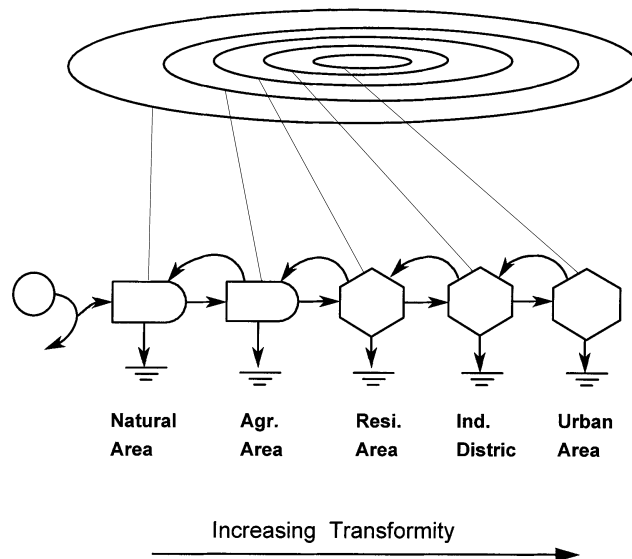 Natural Area
Agr. Area
Resi. Area
Ind. Distric
Urban Area
Increasing Transformity